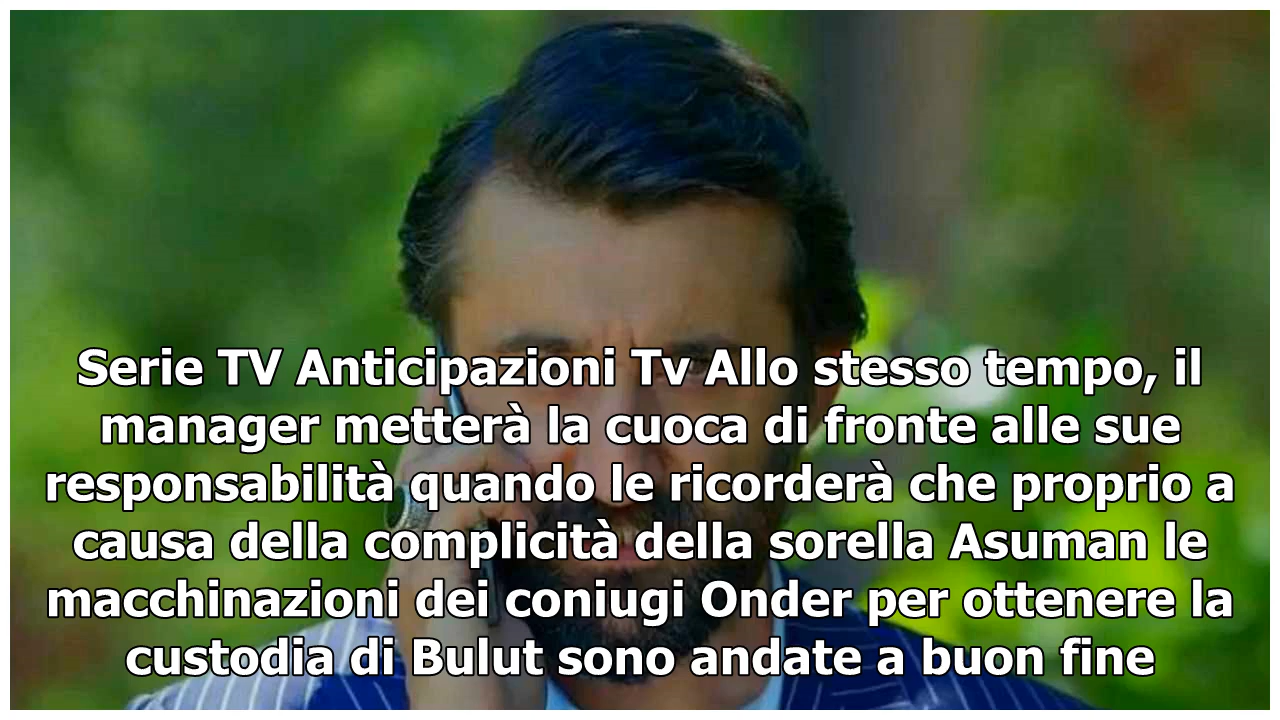 Serie TV Anticipazioni Tv Allo stesso tempo, il
manager metterà la cuoca di fronte alle sue
responsabilità quando le ricorderà che proprio a
causa della complicità della sorella Asuman le
macchinazioni dei coniugi Onder per ottenere la
custodia di Bulut sono andate a buon fine